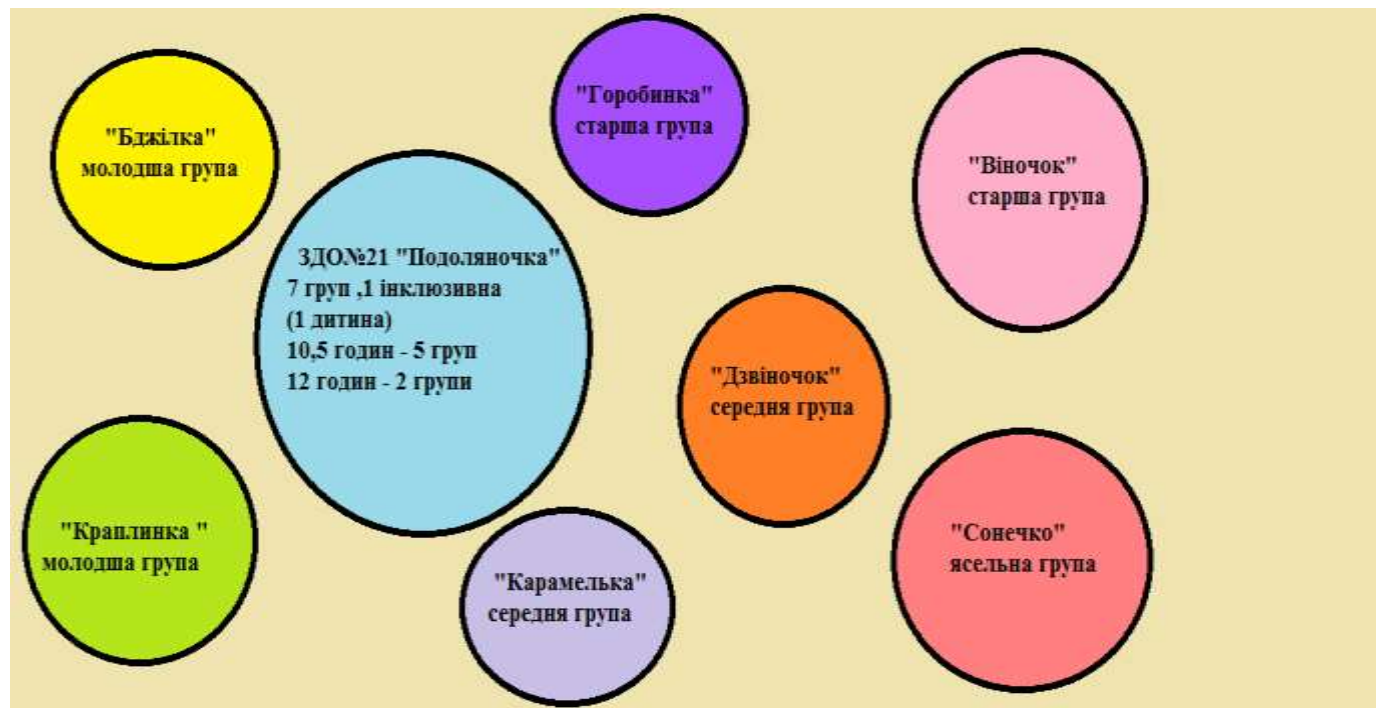 "Бджілка"
молодша група
"Горобинка"
старша група
"Віночок"
старша група
ЗДО№21 "Подоляночка"
7 груп ,1 інклюзивна
(1 дитина)
10,5 годин - 5 груп
12 годин - 2 групи
"Дзвіночок"
середня група
"Краплинка "
молодша група
"Карамелька"
середня група
"Сонечко"
ясельна група